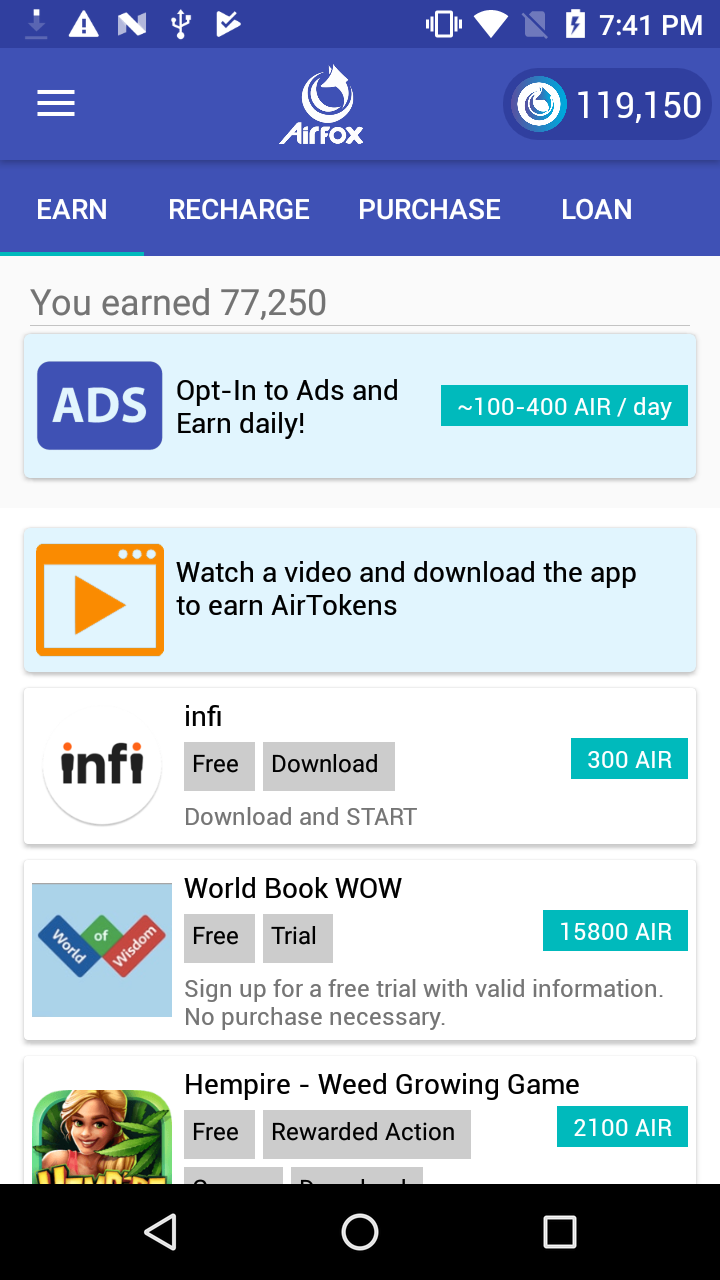 7:41 PM
Airfox
119,150
EARN RECHARGE PURCHASE LOAN
You earned 77,250
ADS
Opt-In to Ads and
Earn daily!
~100-400 AIR / day
Watch a video and download the app
to earn AirTokens
infi
infi
Free Download
300 AIR
Download and START
World of Wisdom
World Book WOW
Free Trial
15800 AIR
Sign up for a free trial with valid information.
No purchase necessary.
Hempire - Weed Growing Game
Free Rewarded Action
2100 AIR
HEMPIRE
Download